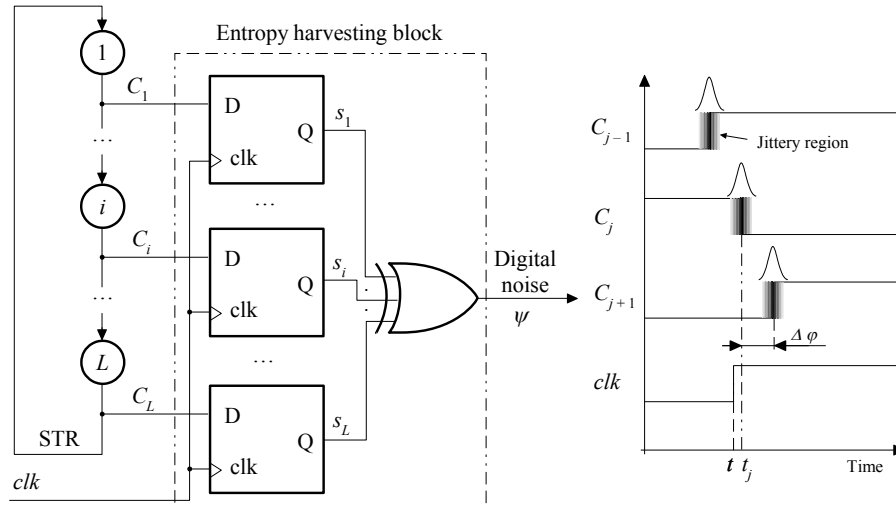 Entropy harvesting block
1
C1
D
Q
clk
s1
...
...
i
Ci
D
Q
clk
si
...
...
L
CL
D
Q
clk
sL
STR
clk
...
Digital
noise
ψ
Cj – 1
Jittery region
Cj
Cj + 1
Δ φ
clk
t tj
Time